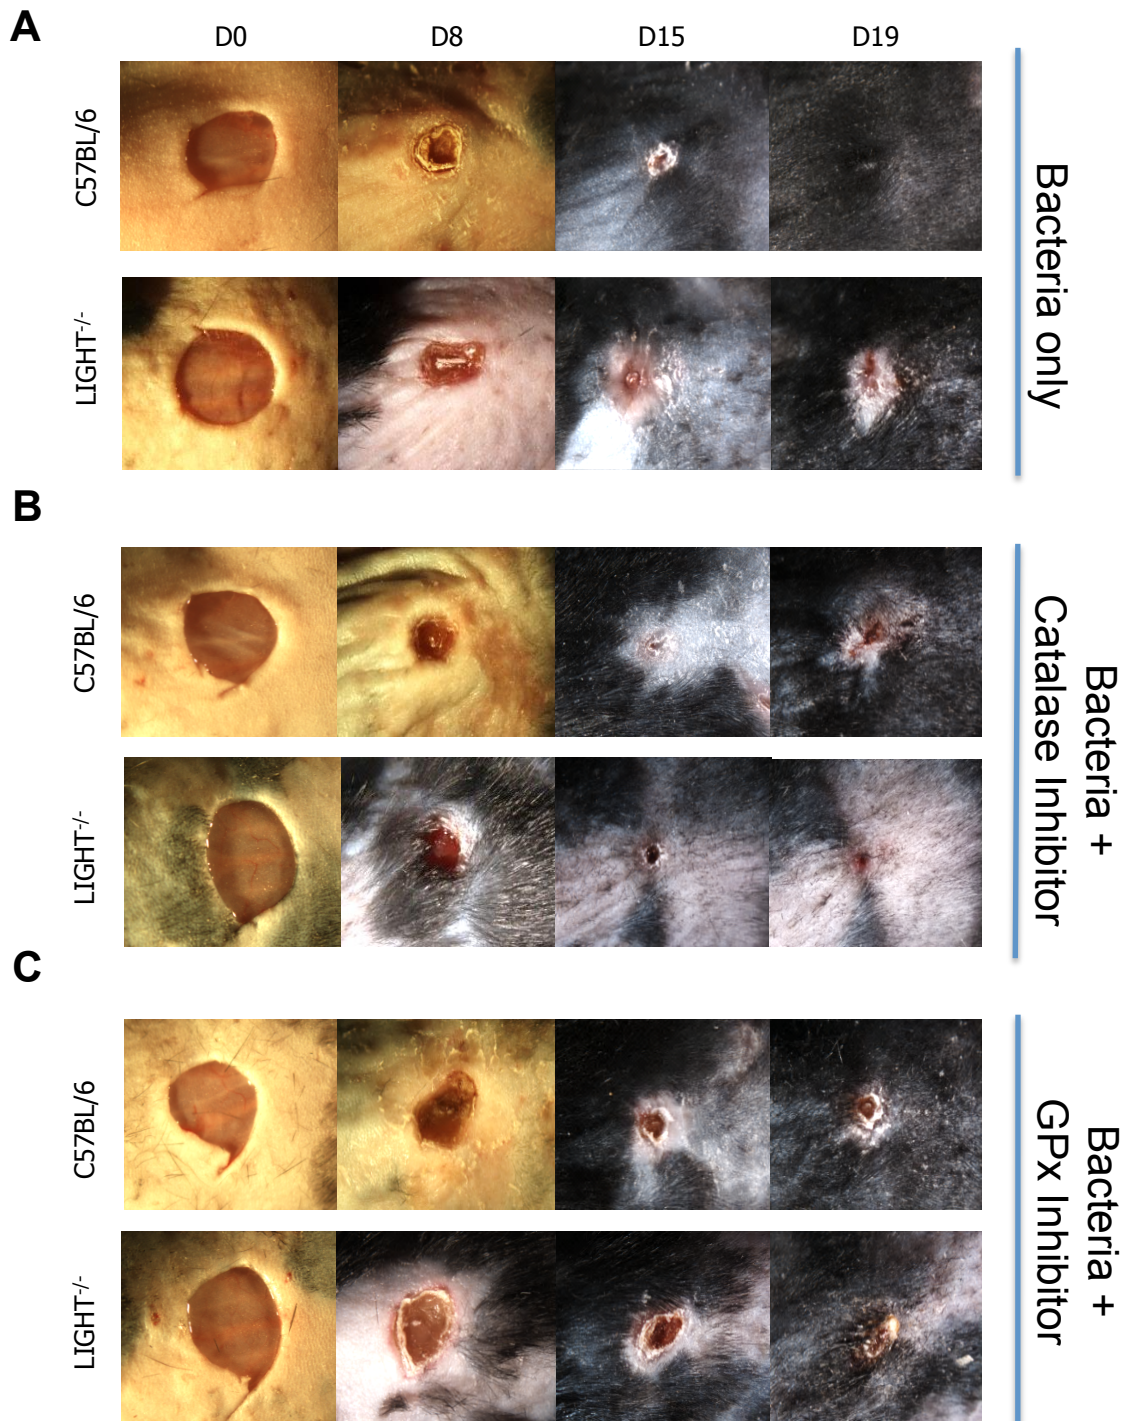 A
D0 D8 D15 D19
C57BL/6
LIGHT-/-
Bacteria only
B
C57BL/6
LIGHT-/-
Bacteria +
Catalase Inhibitor
C
C57BL/6
LIGHT-/-
Bacteria +
GPx Inhibitor